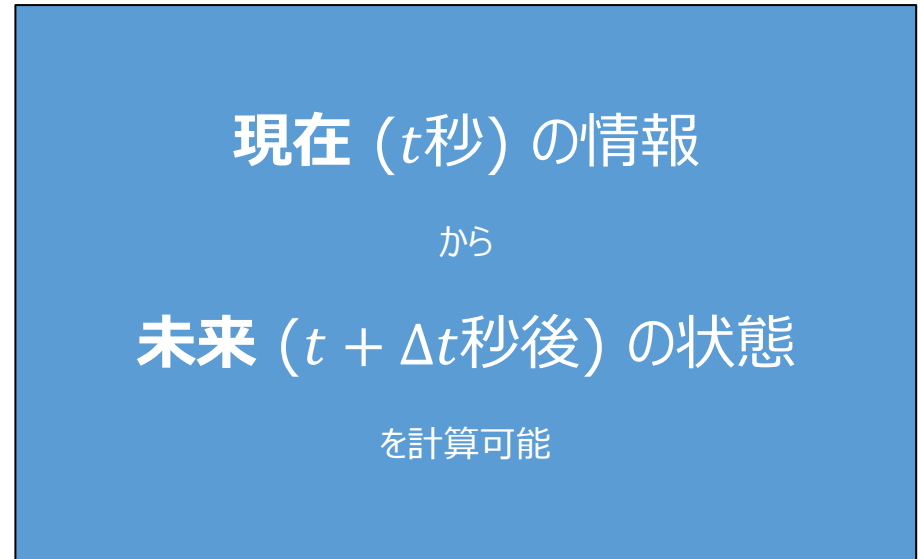 現在 (t秒) の情報
から
未来 (t + Δt秒後) の状態
を計算可能